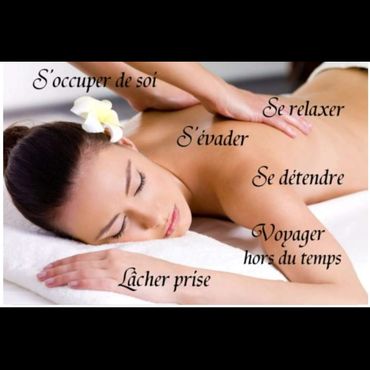 S'occuper de soi
Se relaxer
S'évader
Se détendre
Voyager
hors du temps
Lâcher prise